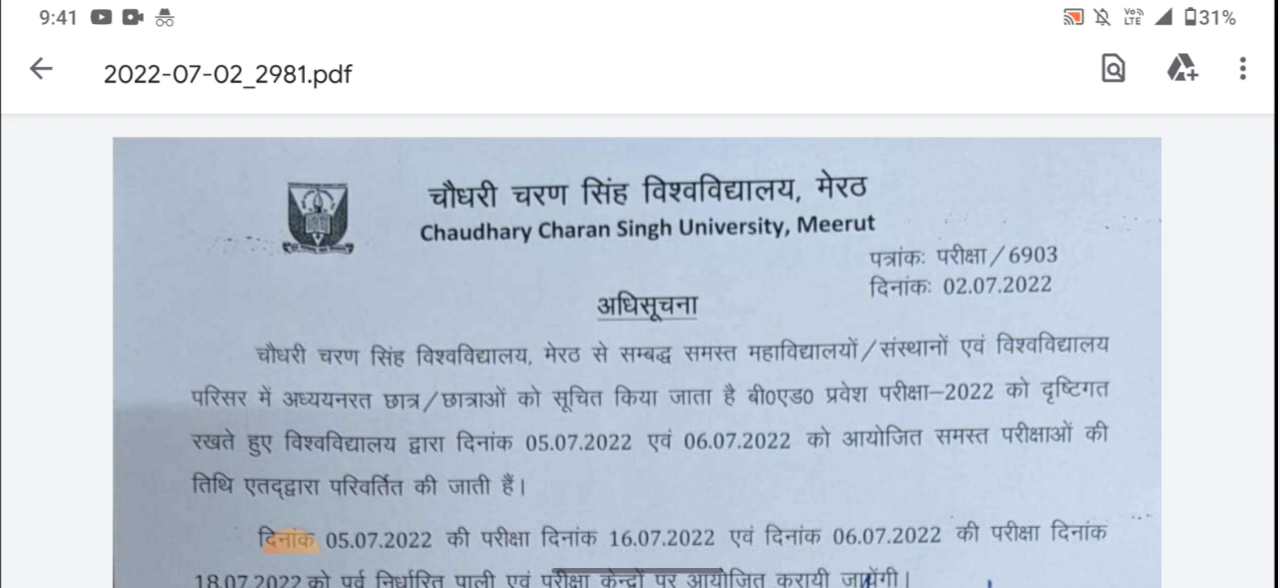 9:41 Vo LTE 31%
2022-07-02_2981.pdf
चौधरी चरण सिंह विश्वविद्यालय, मेरठ
Chaudhary Charan Singh University, Meerut
पत्रांकः परीक्षा/6903
दिनांकः 02.07.2022
अधिसूचना
चौधरी चरण सिंह विश्वविद्यालय, मेरठ से सम्बद्ध समस्त महाविद्यालयों/संस्थानों एवं विश्वविद्यालय
परिसर में अध्ययनरत छात्र/छात्राओं को सूचित किया जाता है बी0एड0 प्रवेश परीक्षा–2022 को दृष्टिगत
रखते हुए विश्वविद्यालय द्वारा दिनांक 05.07.2022 एवं 06.07.2022 को आयोजित समस्त परीक्षाओं की
तिथि एतद्द्वारा परिवर्तित की जाती हैं।
दिनांक 05.07.2022 की परीक्षा दिनांक 16.07.2022 एवं दिनांक 06.07.2022 की परीक्षा दिनांक
18.07.2022 को पूर्व निर्धारित पाली एवं परीक्षा केन्द्रों पर आयोजित करायी जायेंगी।